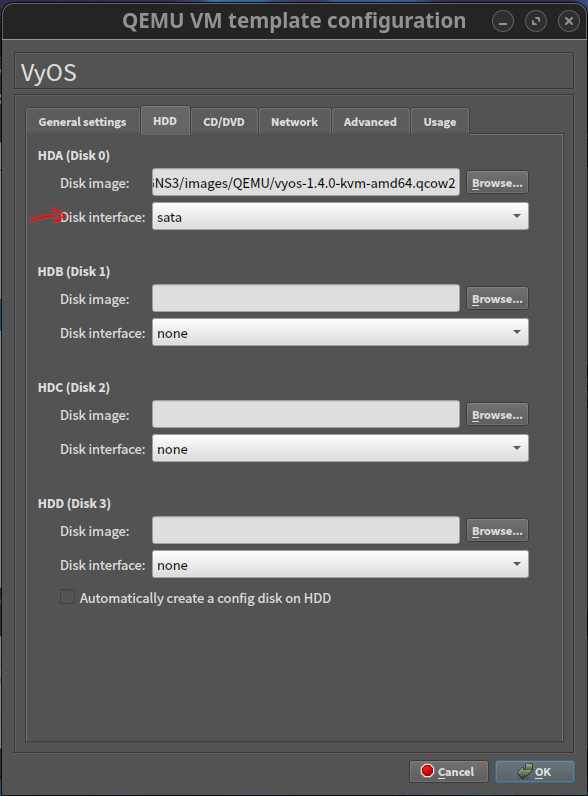 QEMU VM template configuration
VyOS
General settings HDD CD/DVD Network Advanced Usage
HDA (Disk 0)
Disk image: NS3/images/QEMU/vyos-1.4.0-kvm-amd64.qcow2 Browse...
Disk interface: sata
HDB (Disk 1)
Disk image: Browse...
Disk interface: none
HDC (Disk 2)
Disk image: Browse...
Disk interface: none
HDD (Disk 3)
Disk image: Browse...
Disk interface: none
Automatically create a config disk on HDD
Cancel OK